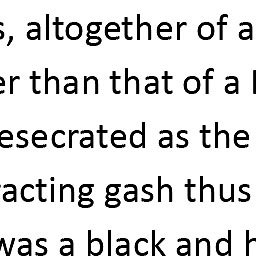 s, altogether of a
er than that of a
esecrated as the
racting gash thus
was a black and h